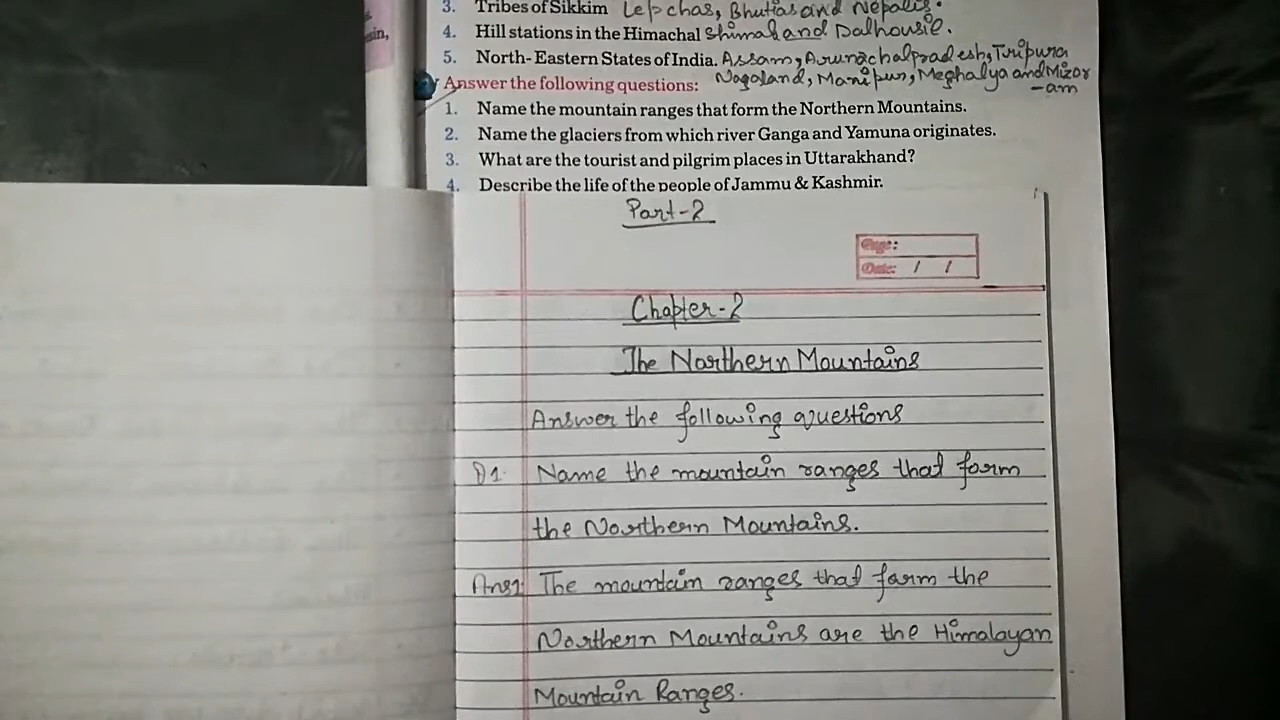 sin,
3. Tribes of Sikkim Lepchas, Bhutias and Nepalis.
4. Hill stations in the Himachal Shimal and Dalhousie.
5. North-Eastern States of India. Assam, Arunachalpradesh, Tripura
Nagaland, Manipur, Meghalya and Mizor
-am
Answer the following questions:
1. Name the mountain ranges that form the Northern Mountains.
2. Name the glaciers from which river Ganga and Yamuna originates.
3. What are the tourist and pilgrim places in Uttarakhand?
4. Describe the life of the people of Jammu & Kashmir.
Part-2
Page:
Date: / /
Chapter-2
The Northern Mountains
Answer the following questions
Q1. Name the mountain ranges that form
the Northern Mountains.
Ans1. The mountain ranges that form the
Northern Mountains are the Himalayan
Mountain Ranges.